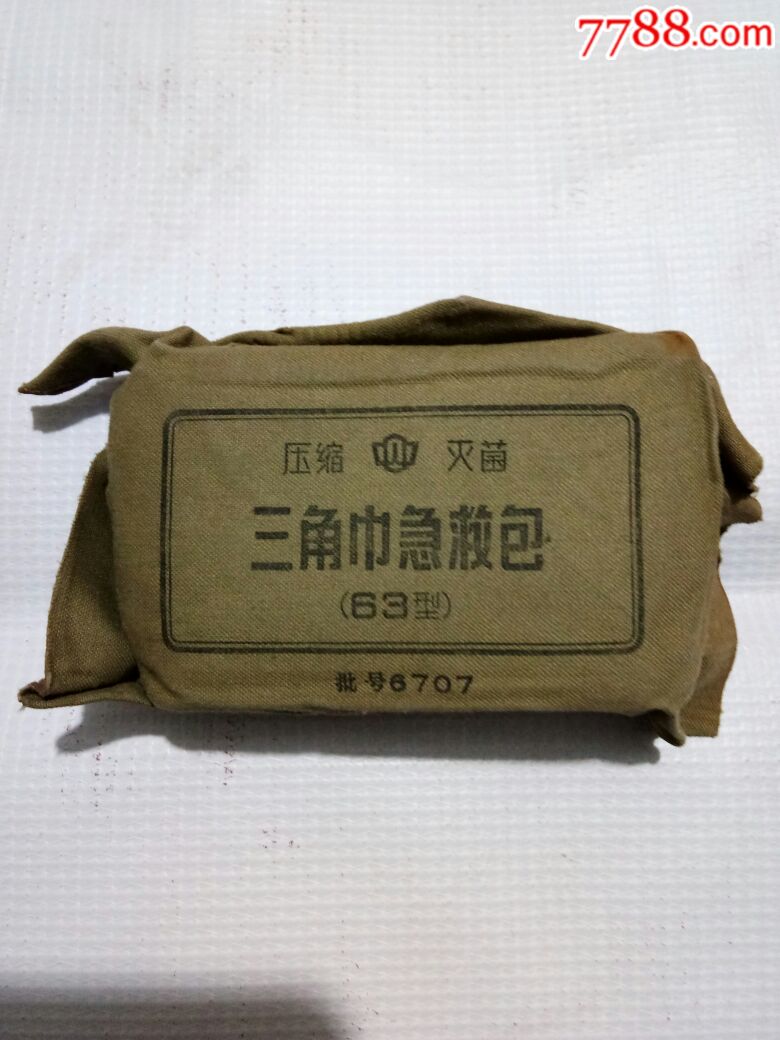 7788.com
压缩 灭菌
三角巾急救包
(63型)
批号6707